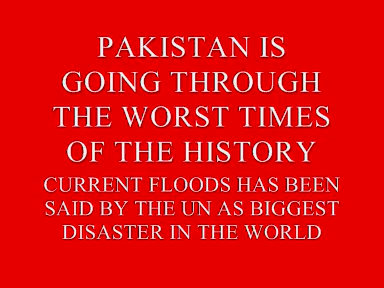 PAKISTAN IS
GOING THROUGH
THE WORST TIMES
OF THE HISTORY
CURRENT FLOODS HAS BEEN
SAID BY THE UN AS BIGGEST
DISASTER IN THE WORLD